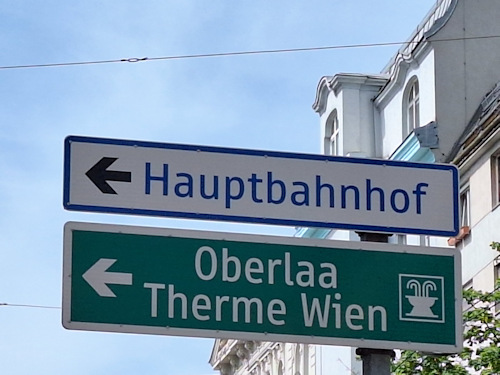 Hauptbahnhof
Oberlaa
Therme Wien